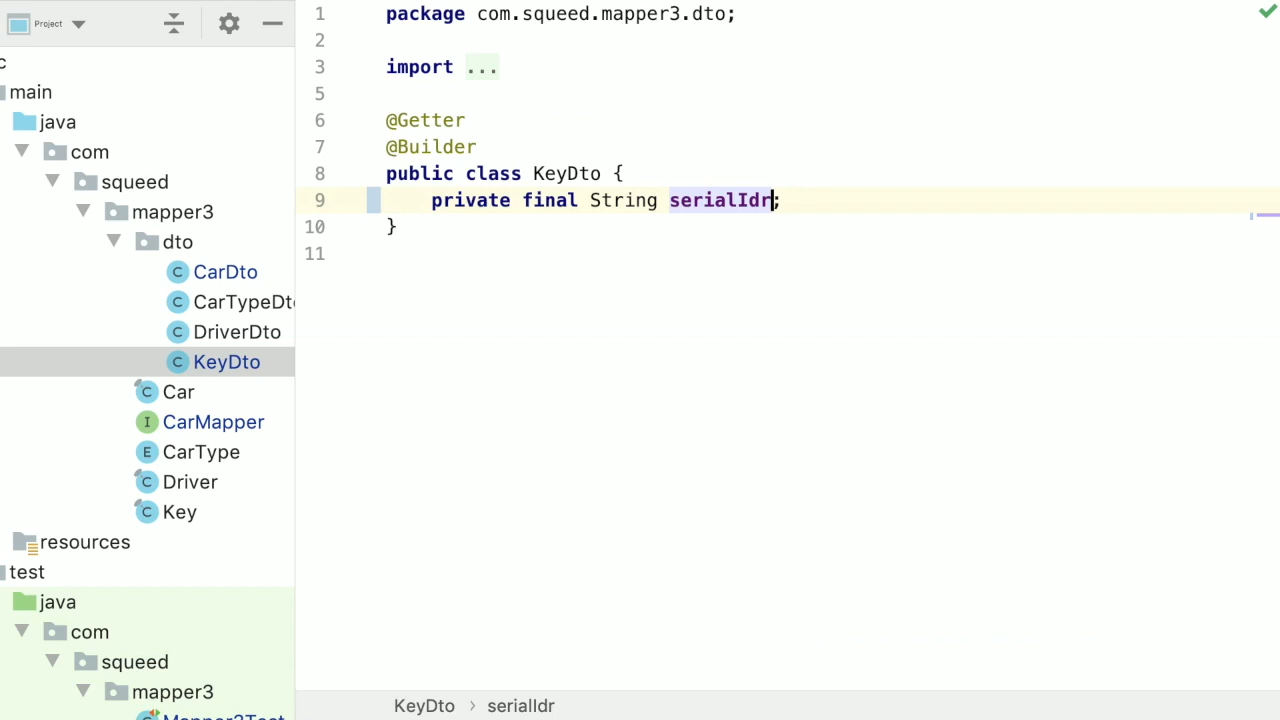 Project
c
main
java
com
squeed
mapper3
dto
C CarDto
C CarTypeDto
C DriverDto
C KeyDto
C Car
I CarMapper
E CarType
C Driver
C Key
resources
test
java
com
squeed
mapper3
C Mapper3Test
1 package com.squeed.mapper3.dto;
2
3 import ...
5
6 @Getter
7 @Builder
8 public class KeyDto {
9 private final String serialIdr;
10 }
11
KeyDto > serialIdr